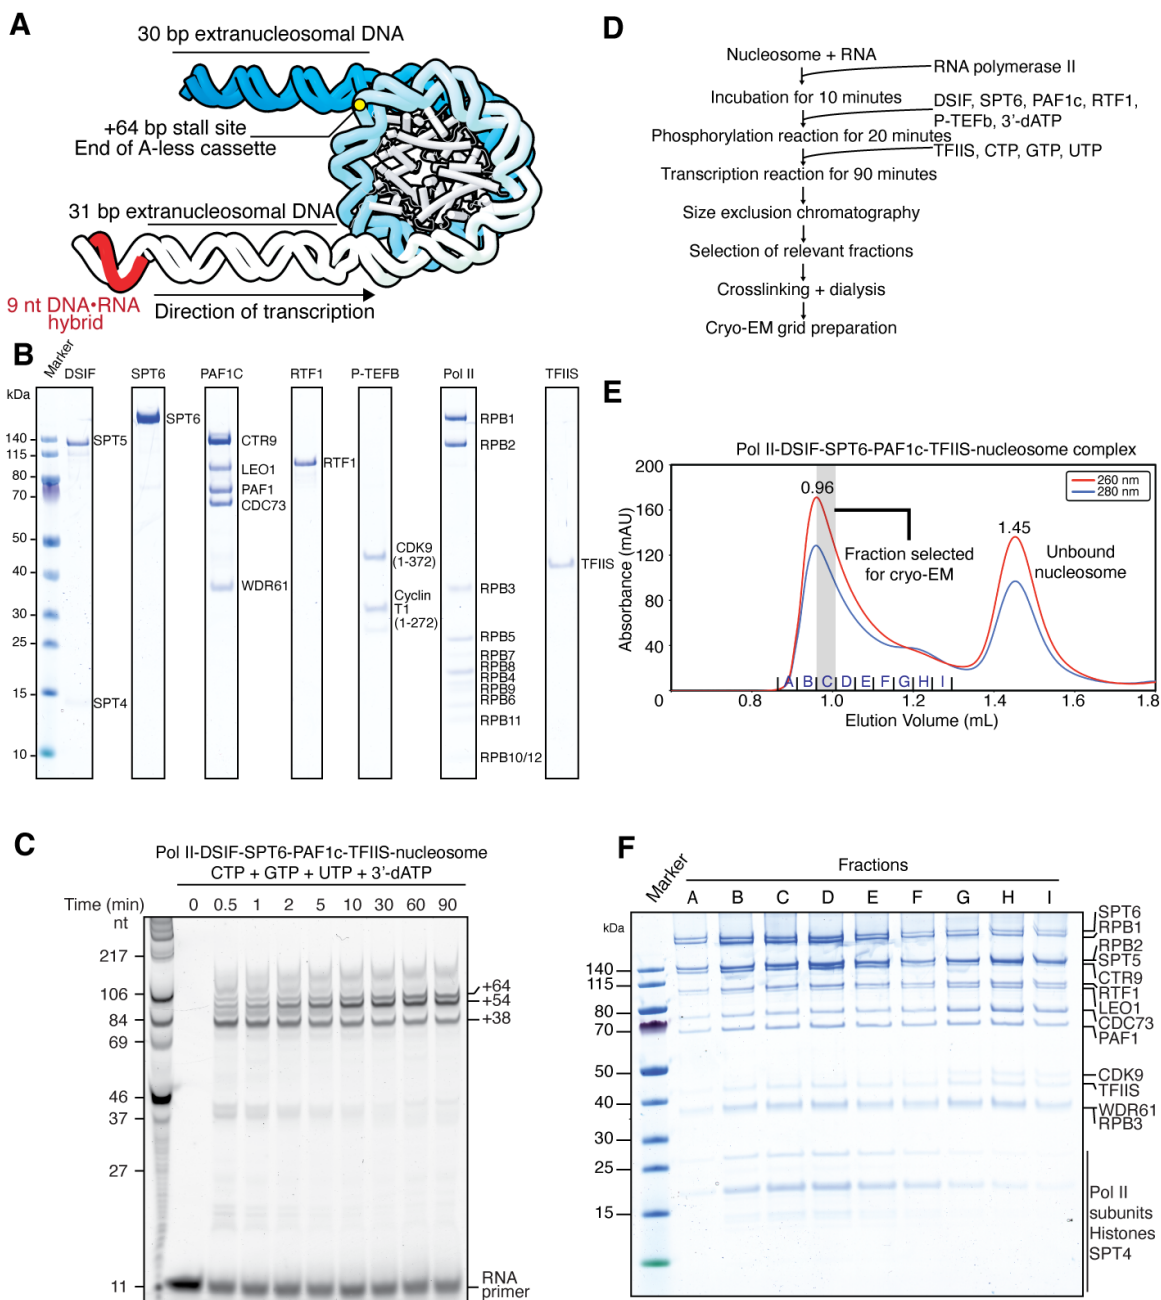 A
30 bp extranucleosomal DNA
+64 bp stall site
End of A-less cassette
31 bp extranucleosomal DNA
9 nt DNA•RNA
hybrid
Direction of transcription
B
Marker
DSIF
SPT6
PAF1C
RTF1
P-TEFB
Pol II
TFIIS
kDa
140
115
80
70
50
40
30
25
15
10
SPT5
SPT4
SPT6
CTR9
LEO1
PAF1
CDC73
WDR61
RTF1
CDK9
(1-372)
Cyclin
T1
(1-272)
RPB1
RPB2
RPB3
RPB5
RPB7
RPB8
RPB4
RPB9
RPB6
RPB11
RPB10/12
TFIIS
C
Pol II-DSIF-SPT6-PAF1c-TFIIS-nucleosome
CTP + GTP + UTP + 3'-dATP
Time (min) 0 0.5 1 2 5 10 30 60 90
nt
217
106
84
69
46
37
27
11
+64
+54
+38
RNA
primer
D
Nucleosome + RNA
RNA polymerase II
Incubation for 10 minutes
DSIF, SPT6, PAF1c, RTF1,
P-TEFb, 3'-dATP
Phosphorylation reaction for 20 minutes
TFIIS, CTP, GTP, UTP
Transcription reaction for 90 minutes
Size exclusion chromatography
Selection of relevant fractions
Crosslinking + dialysis
Cryo-EM grid preparation
E
Pol II-DSIF-SPT6-PAF1c-TFIIS-nucleosome complex
Absorbance (mAU)
200
160
120
80
40
0
260 nm
280 nm
0.96
1.45
Fraction selected
for cryo-EM
Unbound
nucleosome
A B C D E F G H I
0 0.8 1.0 1.2 1.4 1.6 1.8
Elution Volume (mL)
F
Marker
Fractions
A B C D E F G H I
kDa
140
115
80
70
50
40
30
25
15
SPT6
RPB1
RPB2
SPT5
CTR9
RTF1
LEO1
CDC73
PAF1
CDK9
TFIIS
WDR61
RPB3
Pol II
subunits
Histones
SPT4